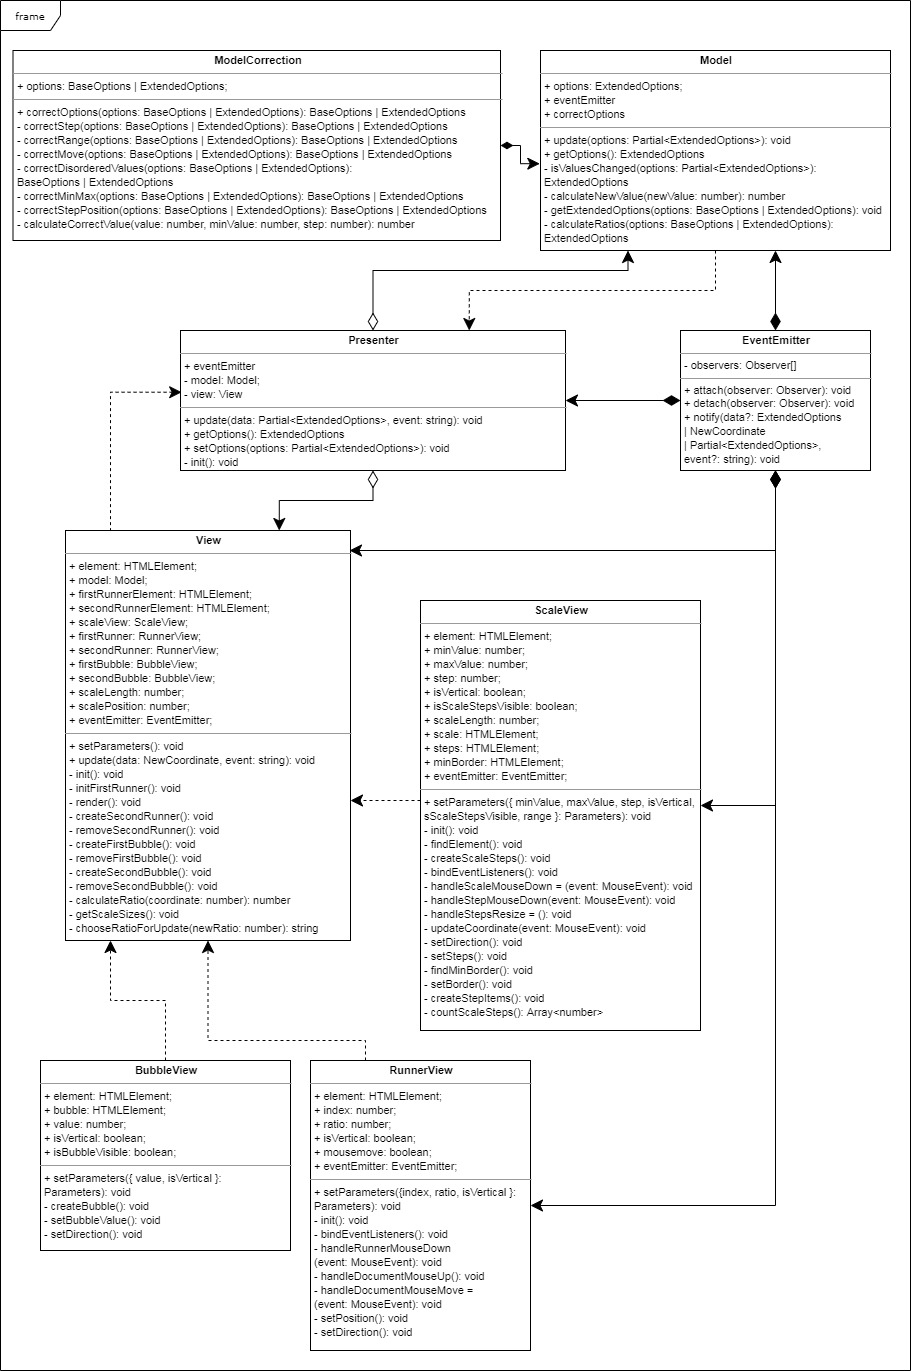 frame
ModelCorrection
+ options: BaseOptions | ExtendedOptions;
+ correctOptions(options: BaseOptions | ExtendedOptions): BaseOptions | ExtendedOptions
- correctStep(options: BaseOptions | ExtendedOptions): BaseOptions | ExtendedOptions
- correctRange(options: BaseOptions | ExtendedOptions): BaseOptions | ExtendedOptions
- correctMove(options: BaseOptions | ExtendedOptions): BaseOptions | ExtendedOptions
- correctDisorderedValues(options: BaseOptions | ExtendedOptions):
BaseOptions | ExtendedOptions
- correctMinMax(options: BaseOptions | ExtendedOptions): BaseOptions | ExtendedOptions
- correctStepPosition(options: BaseOptions | ExtendedOptions): BaseOptions | ExtendedOptions
- calculateCorrectValue(value: number, minValue: number, step: number): number
Model
+ options: ExtendedOptions;
+ eventEmitter
+ correctOptions
+ update(options: Partial<ExtendedOptions>): void
+ getOptions(): ExtendedOptions
- isValuesChanged(options: Partial<ExtendedOptions>):
ExtendedOptions
- calculateNewValue(newValue: number): number
- getExtendedOptions(options: BaseOptions | ExtendedOptions): void
- calculateRatios(options: BaseOptions | ExtendedOptions):
ExtendedOptions
Presenter
+ eventEmitter
- model: Model;
- view: View
+ update(data: Partial<ExtendedOptions>, event: string): void
+ getOptions(): ExtendedOptions
+ setOptions(options: Partial<ExtendedOptions>): void
- init(): void
EventEmitter
- observers: Observer[]
+ attach(observer: Observer): void
+ detach(observer: Observer): void
+ notify(data?: ExtendedOptions
| NewCoordinate
| Partial<ExtendedOptions>,
event?: string): void
View
+ element: HTMLElement;
+ model: Model;
+ firstRunnerElement: HTMLElement;
+ secondRunnerElement: HTMLElement;
+ scaleView: ScaleView;
+ firstRunner: RunnerView;
+ secondRunner: RunnerView;
+ firstBubble: BubbleView;
+ secondBubble: BubbleView;
+ scaleLength: number;
+ scalePosition: number;
+ eventEmitter: EventEmitter;
+ setParameters(): void
+ update(data: NewCoordinate, event: string): void
- init(): void
- initFirstRunner(): void
- render(): void
- createSecondRunner(): void
- removeSecondRunner(): void
- createFirstBubble(): void
- removeFirstBubble(): void
- createSecondBubble(): void
- removeSecondBubble(): void
- calculateRatio(coordinate: number): number
- getScaleSizes(): void
- chooseRatioForUpdate(newRatio: number): string
ScaleView
+ element: HTMLElement;
+ minValue: number;
+ maxValue: number;
+ step: number;
+ isVertical: boolean;
+ isScaleStepsVisible: boolean;
+ scaleLength: number;
+ scale: HTMLElement;
+ steps: HTMLElement;
+ minBorder: HTMLElement;
+ eventEmitter: EventEmitter;
+ setParameters({ minValue, maxValue, step, isVertical,
sScaleStepsVisible, range }: Parameters): void
- init(): void
- findElement(): void
- createScaleSteps(): void
- bindEventListeners(): void
- handleScaleMouseDown = (event: MouseEvent): void
- handleStepMouseDown(event: MouseEvent): void
- handleStepsResize = (): void
- updateCoordinate(event: MouseEvent): void
- setDirection(): void
- setSteps(): void
- findMinBorder(): void
- setBorder(): void
- createStepItems(): void
- countScaleSteps(): Array<number>
BubbleView
+ element: HTMLElement;
+ bubble: HTMLElement;
+ value: number;
+ isVertical: boolean;
+ isBubbleVisible: boolean;
+ setParameters({ value, isVertical }:
Parameters): void
- createBubble(): void
- setBubbleValue(): void
- setDirection(): void
RunnerView
+ element: HTMLElement;
+ index: number;
+ ratio: number;
+ isVertical: boolean;
+ mousemove: boolean;
+ eventEmitter: EventEmitter;
+ setParameters({index, ratio, isVertical }:
Parameters): void
- init(): void
- bindEventListeners(): void
- handleRunnerMouseDown
(event: MouseEvent): void
- handleDocumentMouseUp(): void
- handleDocumentMouseMove =
(event: MouseEvent): void
- setPosition(): void
- setDirection(): void